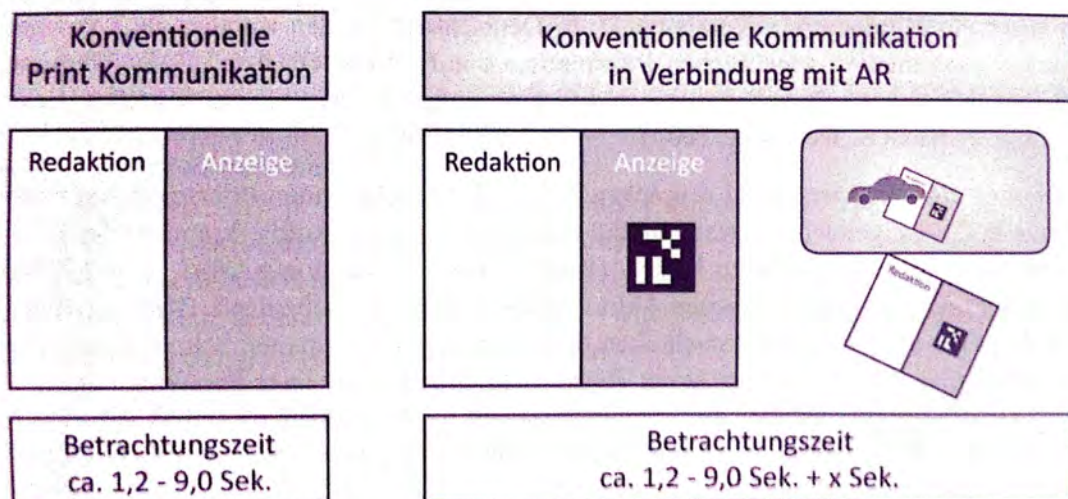 Konventionelle
Print Kommunikation
Konventionelle Kommunikation
in Verbindung mit AR
Redaktion
Anzeige
Redaktion
Anzeige
Redaktion
Betrachtungszeit
ca. 1,2 - 9,0 Sek.
Betrachtungszeit
ca. 1,2 - 9,0 Sek. + x Sek.